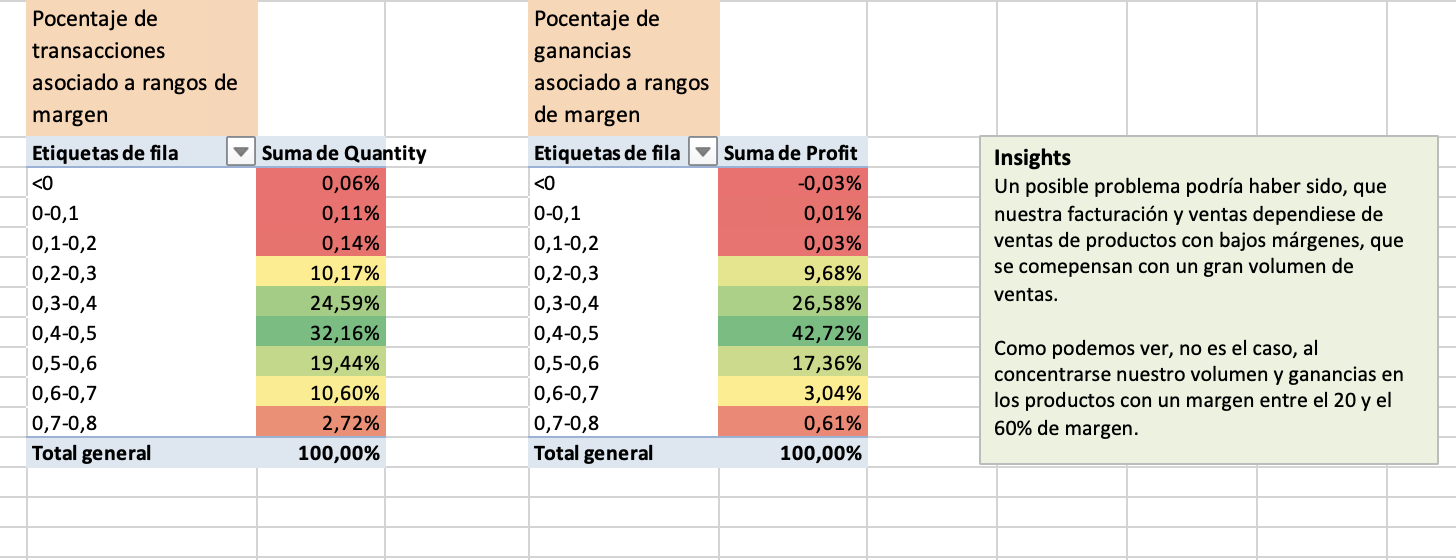 Pocentaje de
transacciones
asociado a rangos de
margen
Pocentaje de
ganancias
asociado a rangos
de margen
Etiquetas de fila Suma de Quantity
<0 0,06%
0-0,1 0,11%
0,1-0,2 0,14%
0,2-0,3 10,17%
0,3-0,4 24,59%
0,4-0,5 32,16%
0,5-0,6 19,44%
0,6-0,7 10,60%
0,7-0,8 2,72%
Total general 100,00%
Etiquetas de fila Suma de Profit
<0 -0,03%
0-0,1 0,01%
0,1-0,2 0,03%
0,2-0,3 9,68%
0,3-0,4 26,58%
0,4-0,5 42,72%
0,5-0,6 17,36%
0,6-0,7 3,04%
0,7-0,8 0,61%
Total general 100,00%
Insights
Un posible problema podría haber sido, que
nuestra facturación y ventas dependiese de
ventas de productos con bajos márgenes, que
se comepensan con un gran volumen de
ventas.
Como podemos ver, no es el caso, al
concentrarse nuestro volumen y ganancias en
los productos con un margen entre el 20 y el
60% de margen.